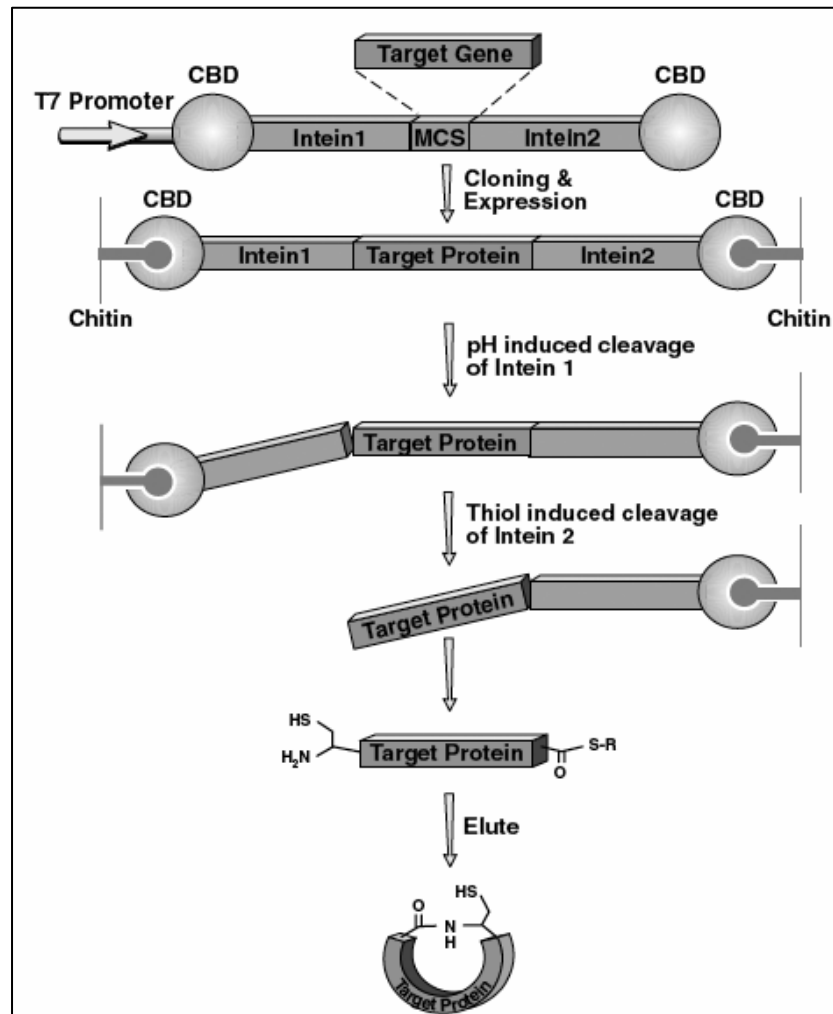 Target Gene
CBD
CBD
T7 Promoter
Intein1
MCS
Intein2
Cloning &
Expression
CBD
CBD
Intein1
Target Protein
Intein2
Chitin
Chitin
pH induced cleavage
of Intein 1
Target Protein
Thiol induced cleavage
of Intein 2
Target Protein
HS
H₂N
Target Protein
S-R
O
Elute
HS
O
N
H
Target Protein